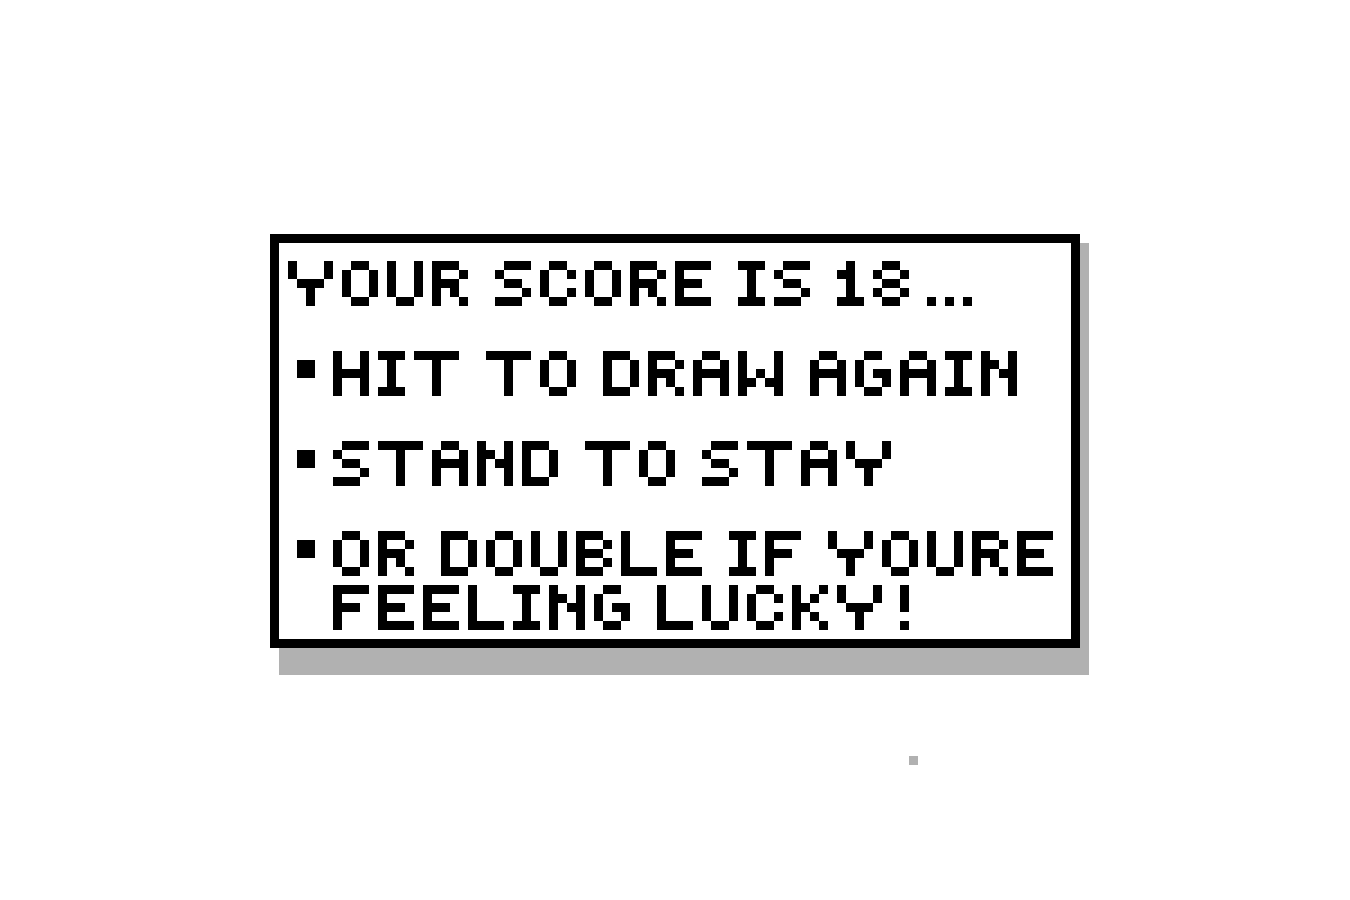 YOUR SCORE IS 18...
▪HIT TO DRAW AGAIN
▪STAND TO STAY
▪OR DOUBLE IF YOURE
FEELING LUCKY!